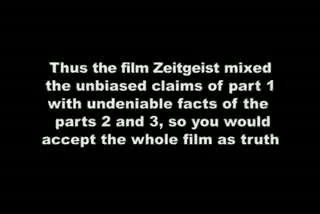 Thus the film Zeitgeist mixed
the unbiased claims of part 1
with undeniable facts of the
parts 2 and 3, so you would
accept the whole film as truth